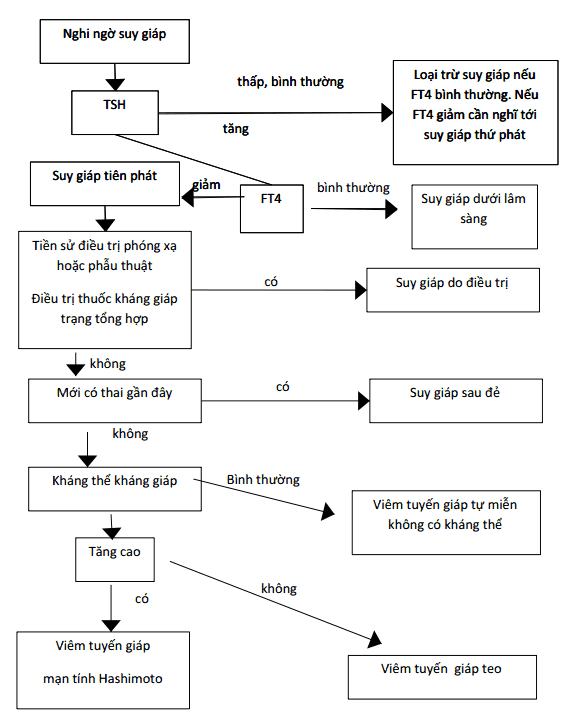 Nghi ngờ suy giáp
thấp, bình thường
Loại trừ suy giáp nếu
FT4 bình thường. Nếu
FT4 giảm cần nghĩ tới
suy giáp thứ phát
TSH
tăng
Suy giáp tiên phát
giảm
FT4
bình thường
Suy giáp dưới lâm
sàng
Tiền sử điều trị phóng xạ
hoặc phẫu thuật
Điều trị thuốc kháng giáp
trạng tổng hợp
có
Suy giáp do điều trị
không
Mới có thai gần đây
có
Suy giáp sau đẻ
không
Kháng thể kháng giáp
Bình thường
Viêm tuyến giáp tự miễn
không có kháng thể
Tăng cao
không
có
Viêm tuyến giáp
mạn tính Hashimoto
Viêm tuyến giáp teo